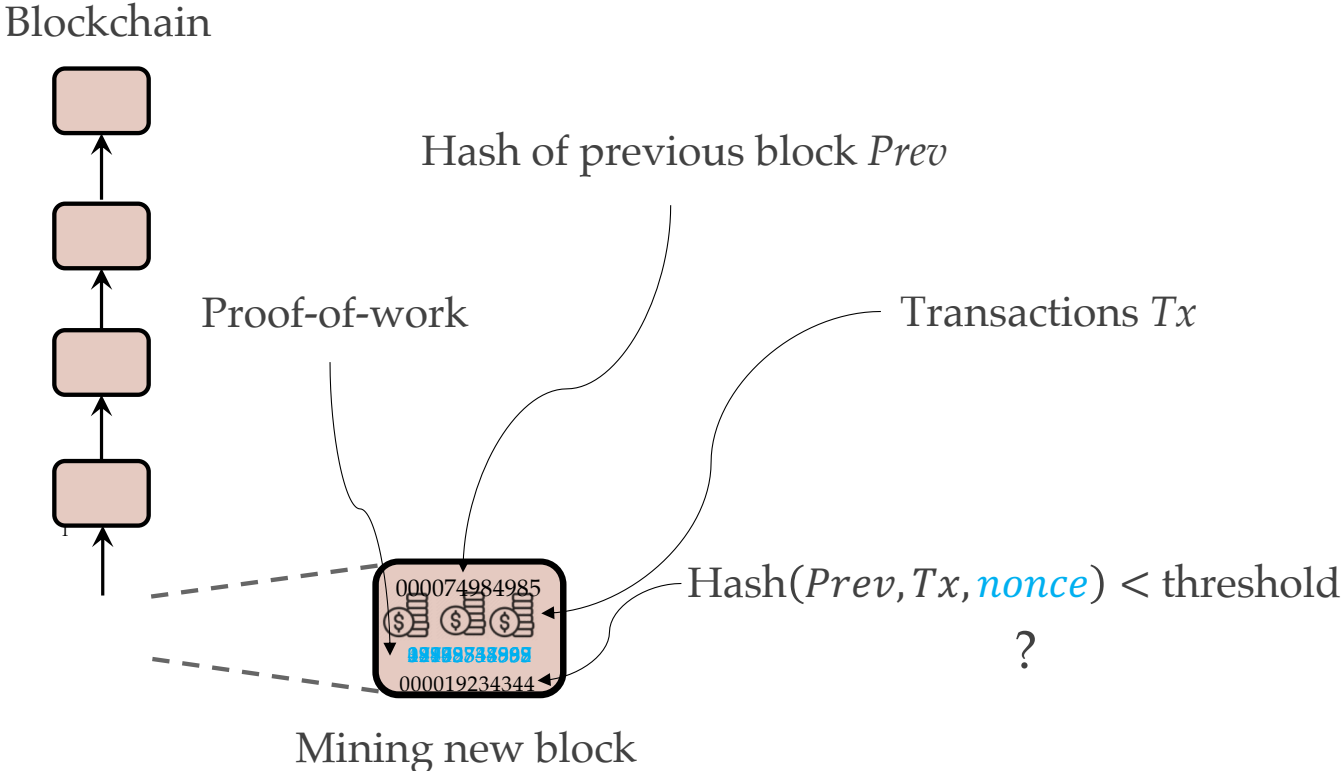 Blockchain
Hash of previous block Prev
Proof-of-work
Transactions Tx
000074984985
Hash(Prev,Tx,nonce) < threshold
?
$ $ $
000019234344
Mining new block